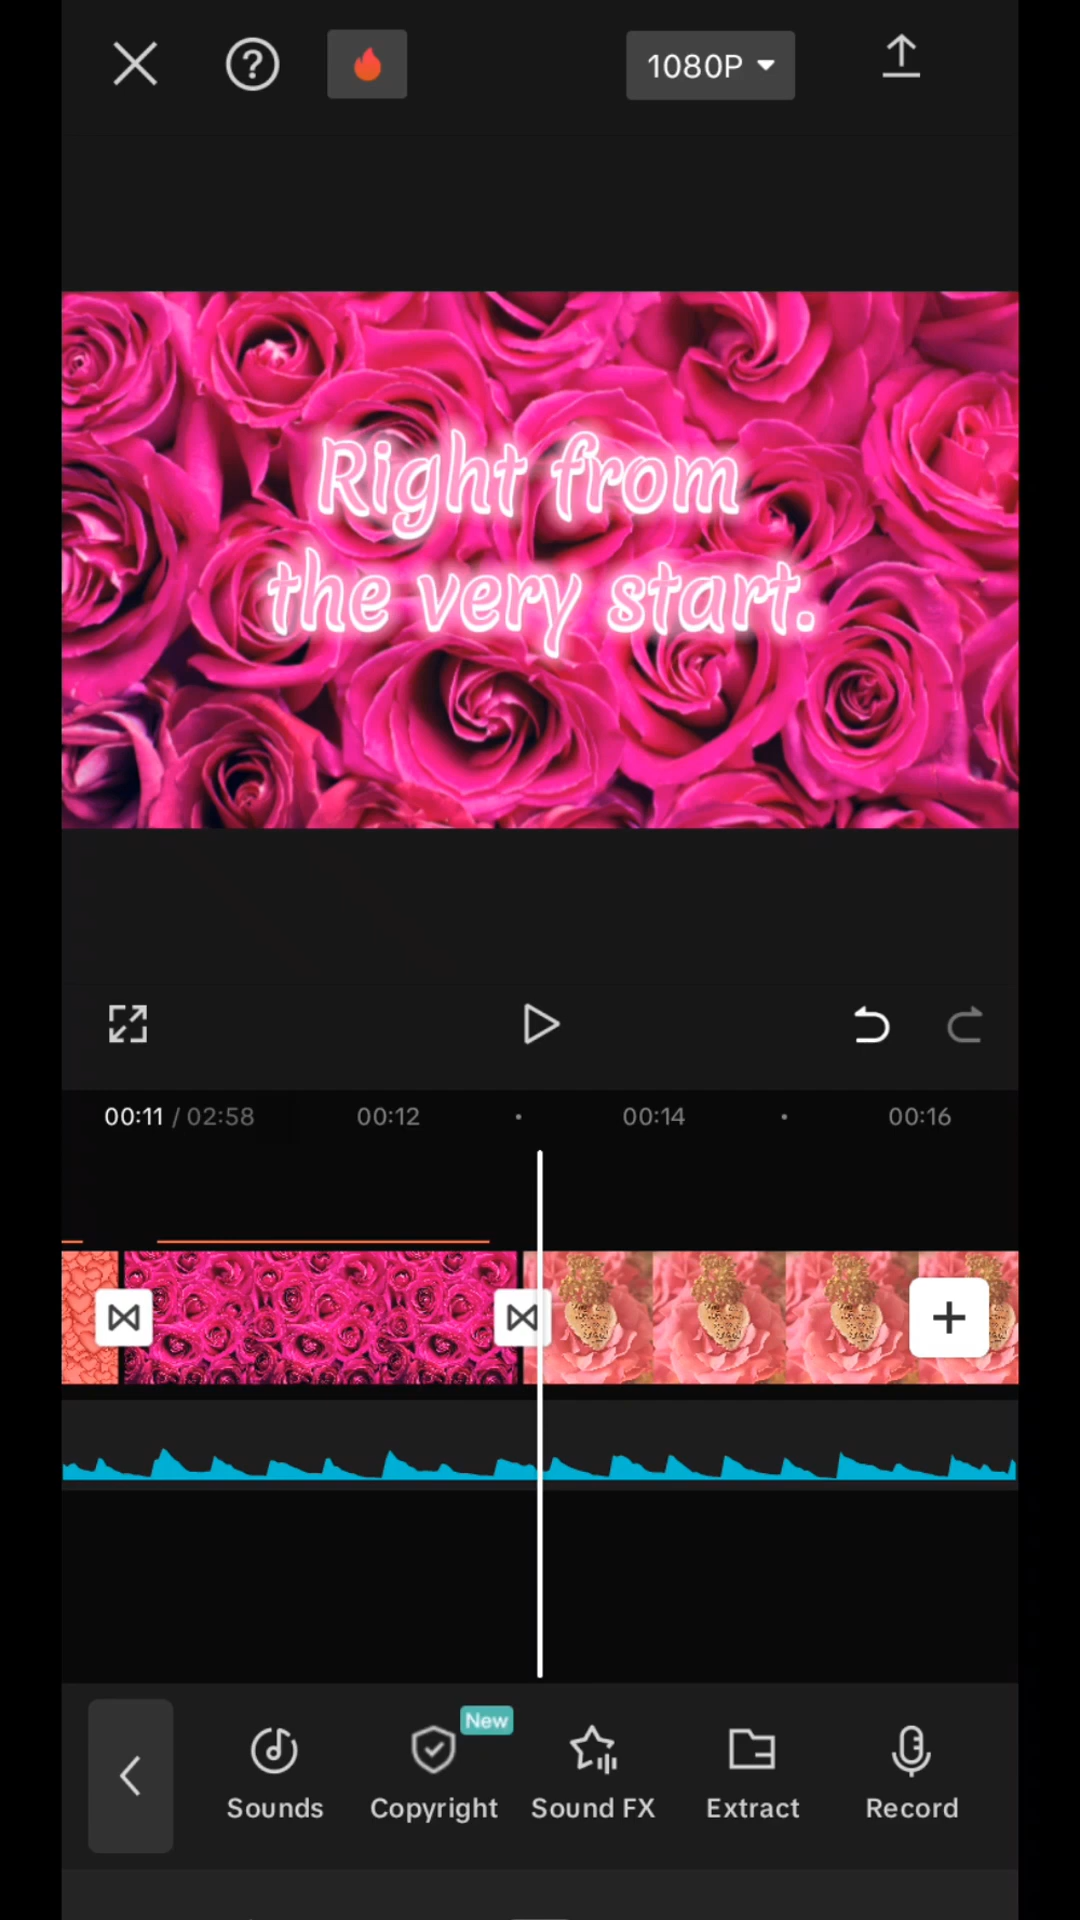 1080P
Right from
the very start.
00:11 / 02:58 00:12 00:14 00:16
New
Sounds Copyright Sound FX Extract Record